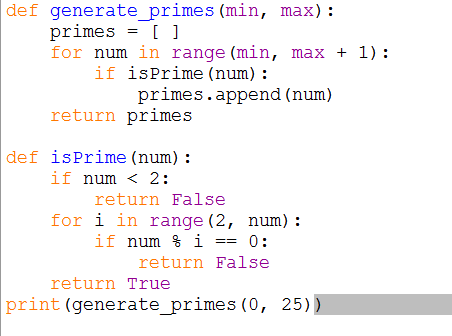 def generate_primes(min, max):
    primes = [ ]
    for num in range(min, max + 1):
        if isPrime(num):
            primes.append(num)
    return primes

def isPrime(num):
    if num < 2:
        return False
    for i in range(2, num):
        if num % i == 0:
            return False
    return True
print(generate_primes(0, 25))